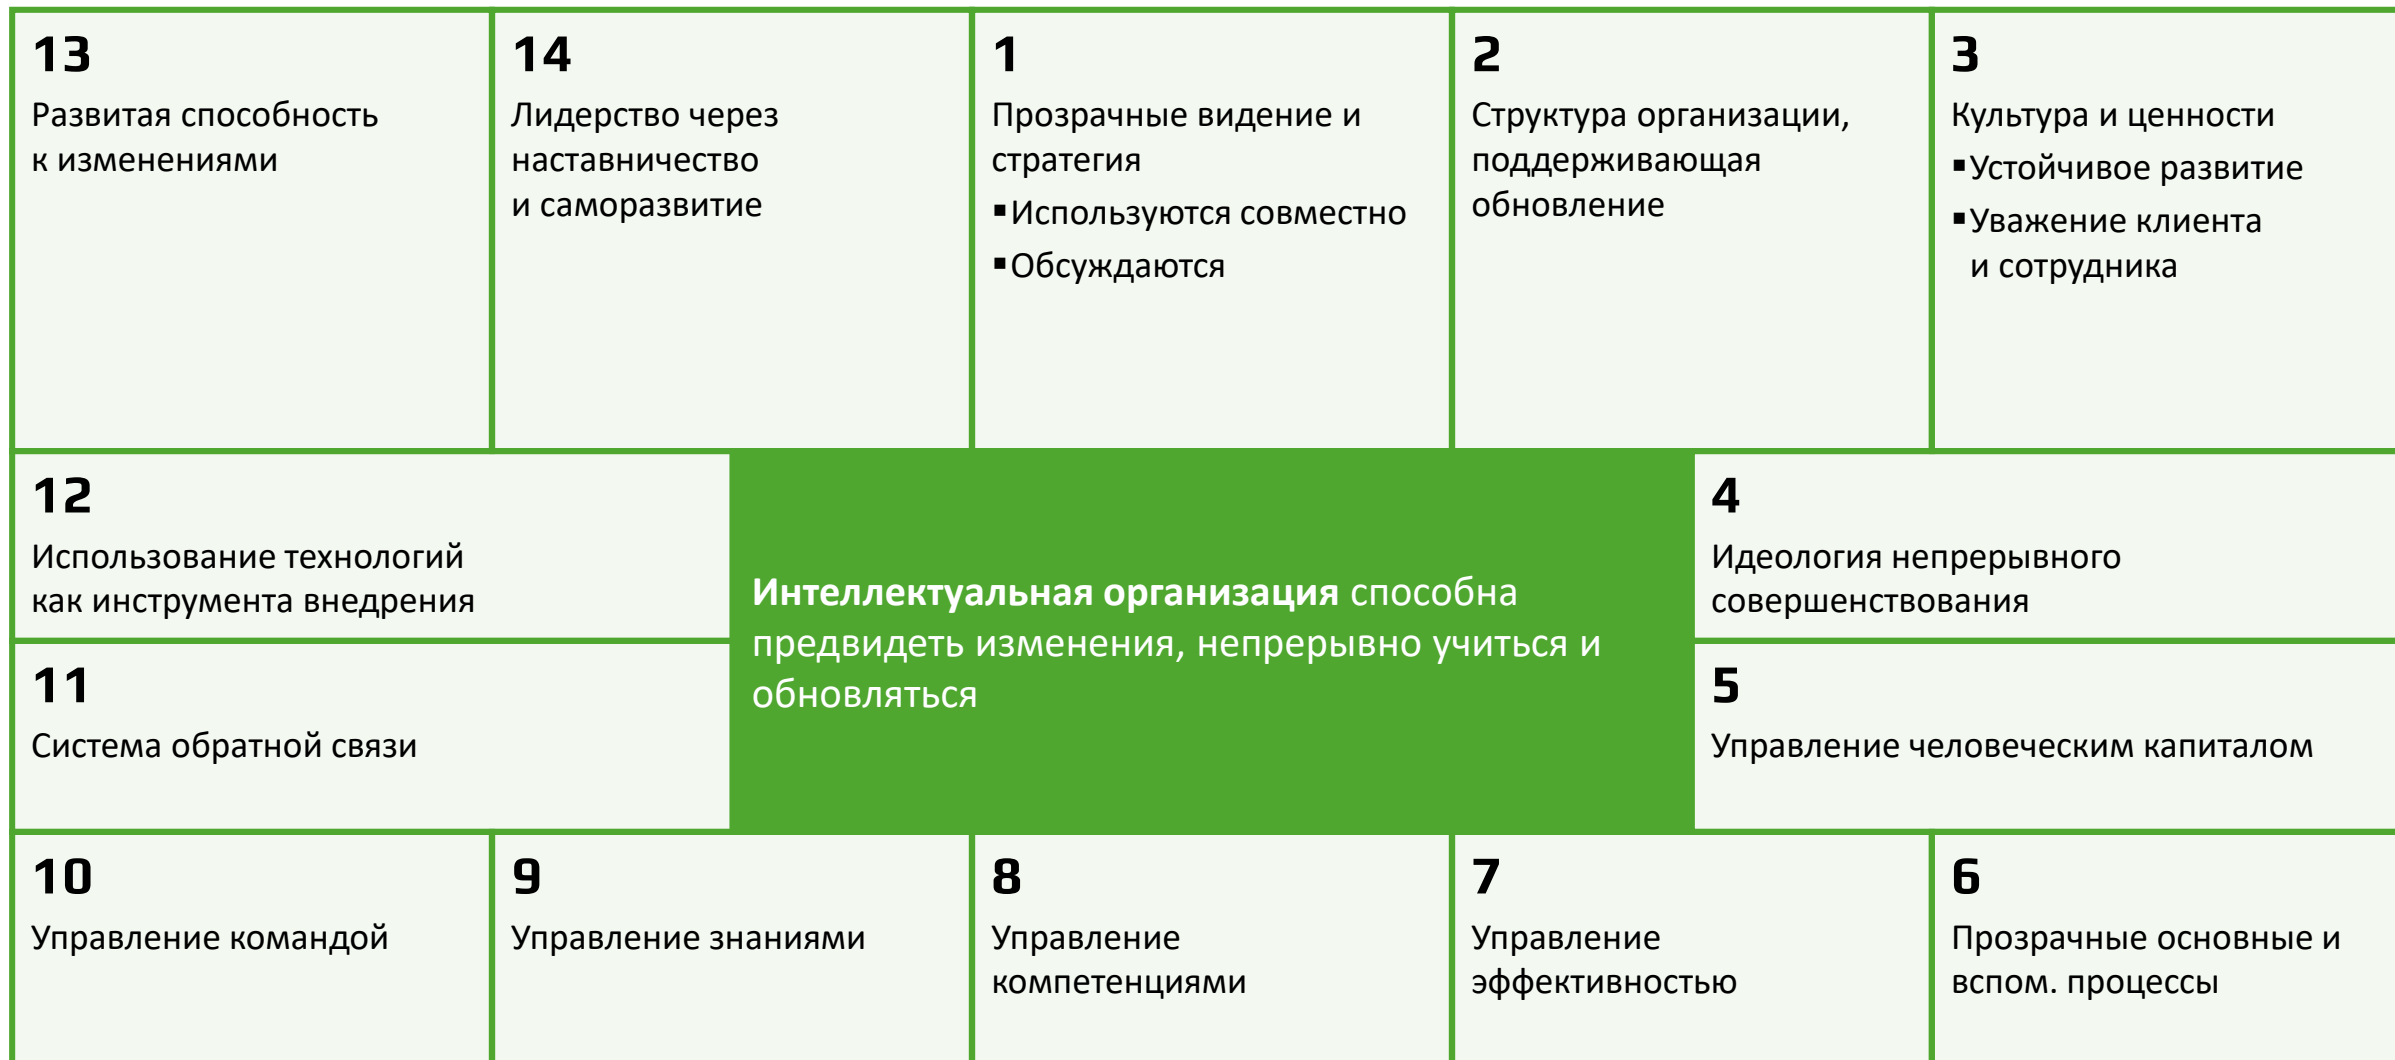 13
Развитая способность
к изменениями
14
Лидерство через
наставничество
и саморазвитие
1
Прозрачные видение и
стратегия
▪Используются совместно
▪Обсуждаются
2
Структура организации,
поддерживающая
обновление
3
Культура и ценности
▪Устойчивое развитие
▪Уважение клиента
и сотрудника
12
Использование технологий
как инструмента внедрения
11
Система обратной связи
Интеллектуальная организация способна
предвидеть изменения, непрерывно учиться и
обновляться
4
Идеология непрерывного
совершенствования
5
Управление человеческим капиталом
10
Управление командой
9
Управление знаниями
8
Управление
компетенциями
7
Управление
эффективностью
6
Прозрачные основные и
вспом. процессы